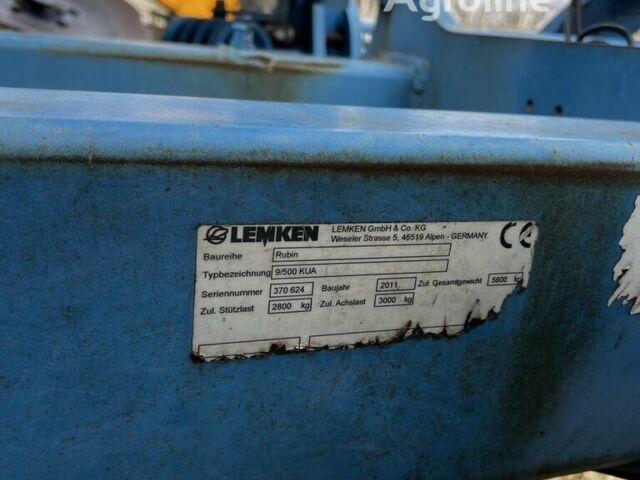 Agroline
LEMKEN
LEMKEN GmbH & Co. KG
Weseler Strasse 5, 46519 Alpen - GERMANY
CE
Baureihe Rubin
Typbezeichnung 9/500 KUA
Seriennummer 370 624 Baujahr 2011 Zul. Gesamtgewicht 5800 kg
Zul. Stützlast 2800 kg Zul. Achslast 3000 kg